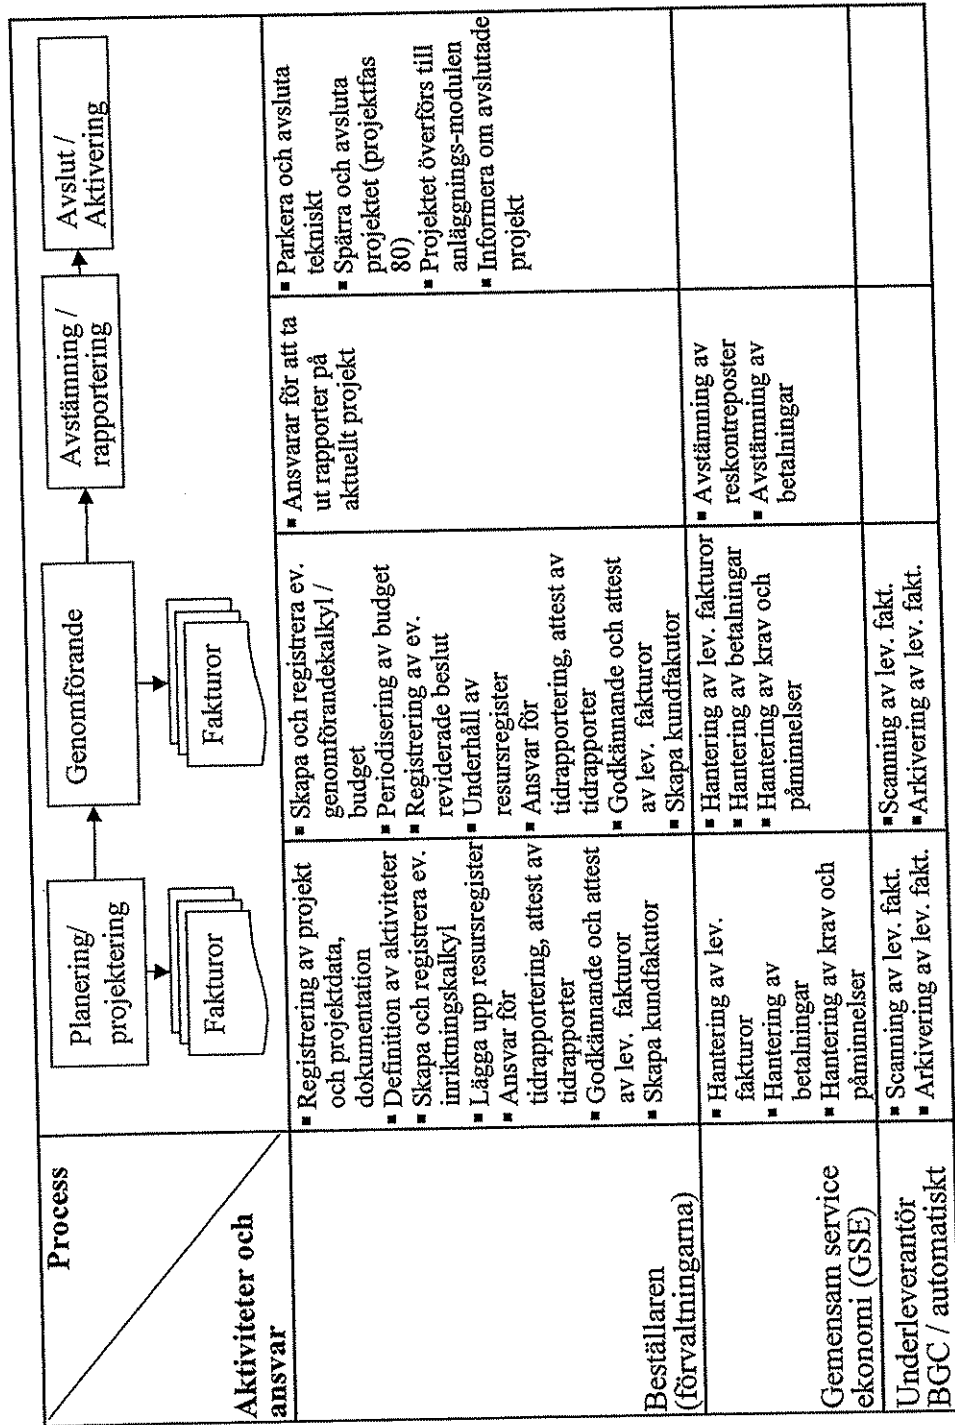 Process
Aktiviteter och
ansvar
Planering/
projektering
Fakturor
Genomförande
Fakturor
Avstämning /
rapportering
Avslut /
Aktivering
Beställaren
(förvaltningarna)
▪ Registrering av projekt
och projektdata,
dokumentation
▪ Definition av aktiviteter
▪ Skapa och registrera ev.
inriktningskalkyl
▪ Lägga upp resursregister
▪ Ansvar för
tidrapportering, attest av
tidrapporter
▪ Godkännande och attest
av lev. fakturor
▪ Skapa kundfakutor
▪ Skapa och registrera ev.
genomförandekalkyl /
budget
▪ Periodisering av budget
▪ Registrering av ev.
reviderade beslut
▪ Underhåll av
resursregister
▪ Ansvar för
tidrapportering, attest av
tidrapporter
▪ Godkännande och attest
av lev. fakturor
▪ Skapa kundfakutor
▪ Ansvarar för att ta
ut rapporter på
aktuellt projekt
▪ Parkera och avsluta
tekniskt
▪ Spärra och avsluta
projektet (projektfas
80)
▪ Projektet överförs till
anläggnings-modulen
▪ Informera om avslutade
projekt
Gemensam service
ekonomi (GSE)
▪ Hantering av lev.
fakturor
▪ Hantering av
betalningar
▪ Hantering av krav och
påminnelser
▪ Hantering av lev. fakturor
▪ Hantering av betalningar
▪ Hantering av krav och
påminnelser
▪ Avstämning av
reskontreposter
▪ Avstämning av
betalningar
Underleverantör
BGC / automatiskt
▪ Scanning av lev. fakt.
▪ Arkivering av lev. fakt.
▪ Scanning av lev. fakt.
▪ Arkivering av lev. fakt.